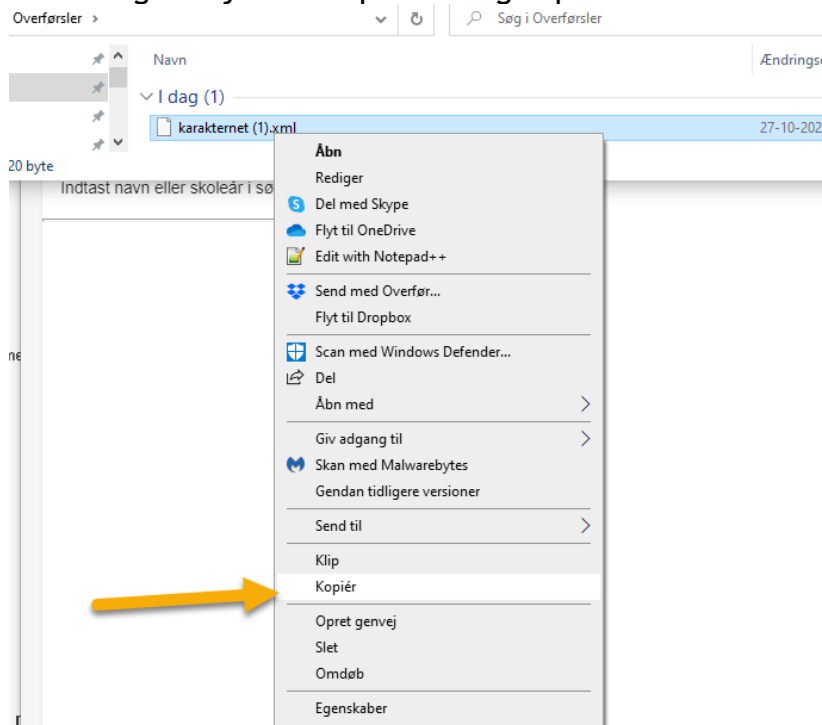 Overførsler >
Søg i Overførsler
Navn
Ændrings
I dag (1)
karakternet (1).xml
27-10-202
20 byte
Indtast navn eller skoleår i sø
Åbn
Rediger
Del med Skype
Flyt til OneDrive
Edit with Notepad++
Send med Overfør...
Flyt til Dropbox
Scan med Windows Defender...
Del
Åbn med
Giv adgang til
Skan med Malwarebytes
Gendan tidligere versioner
Send til
Klip
Kopiér
Opret genvej
Slet
Omdøb
Egenskaber